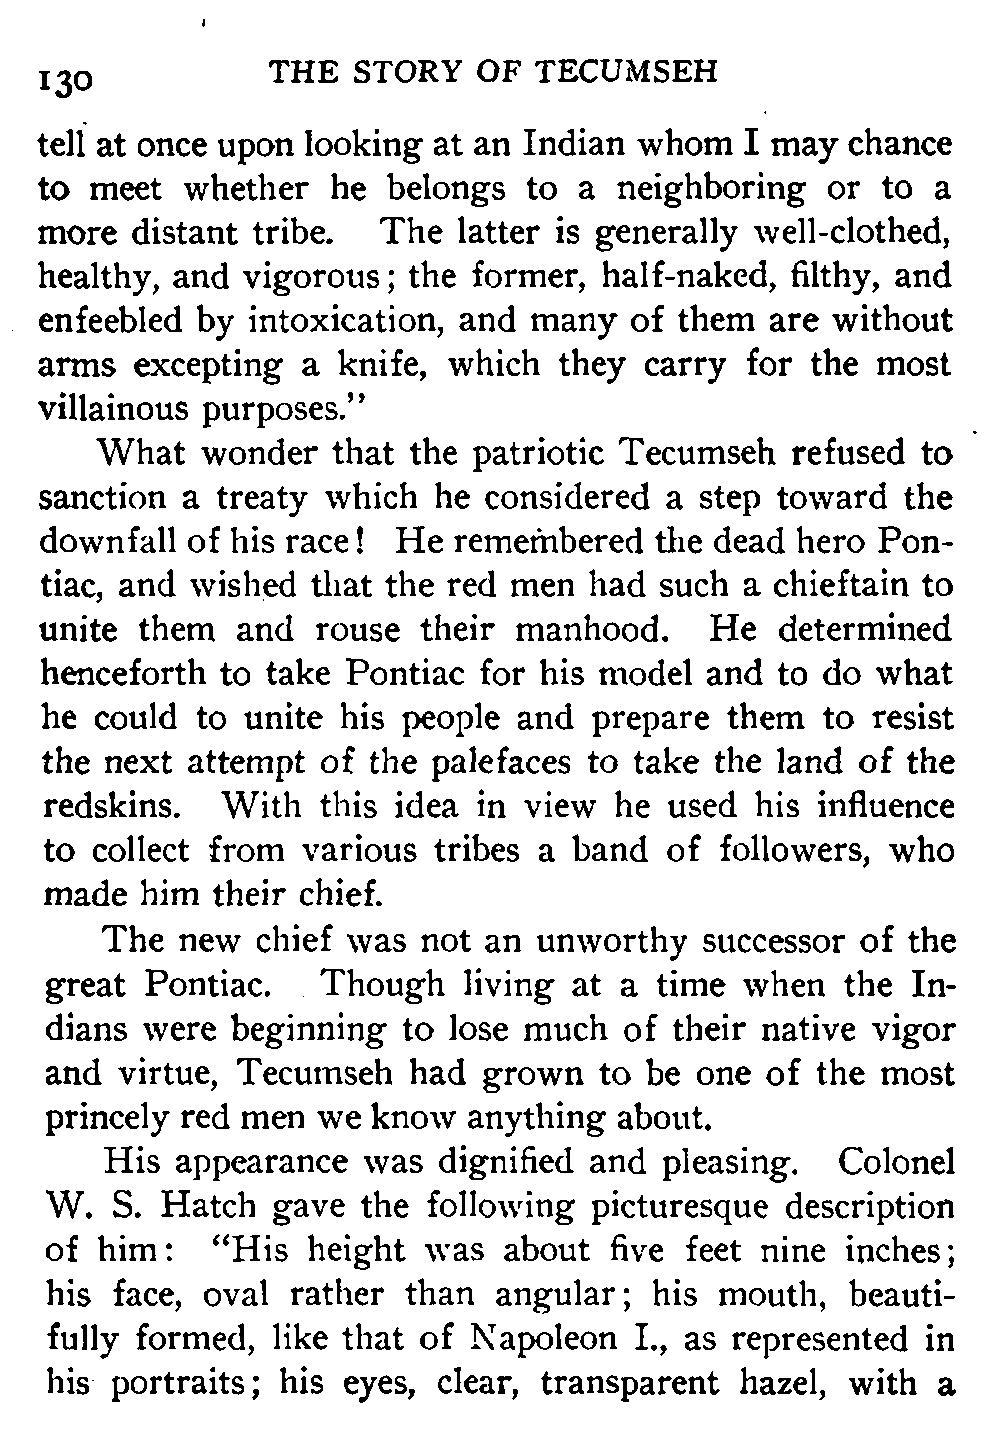 130 THE STORY OF TECUMSEH
tell at once upon looking at an Indian whom I may chance
to meet whether he belongs to a neighboring or to a
more distant tribe. The latter is generally well-clothed,
healthy, and vigorous; the former, half-naked, filthy, and
enfeebled by intoxication, and many of them are without
arms excepting a knife, which they carry for the most
villainous purposes."
What wonder that the patriotic Tecumseh refused to
sanction a treaty which he considered a step toward the
downfall of his race! He remembered the dead hero Pon-
tiac, and wished that the red men had such a chieftain to
unite them and rouse their manhood. He determined
henceforth to take Pontiac for his model and to do what
he could to unite his people and prepare them to resist
the next attempt of the palefaces to take the land of the
redskins. With this idea in view he used his influence
to collect from various tribes a band of followers, who
made him their chief.
The new chief was not an unworthy successor of the
great Pontiac. Though living at a time when the In-
dians were beginning to lose much of their native vigor
and virtue, Tecumseh had grown to be one of the most
princely red men we know anything about.
His appearance was dignified and pleasing. Colonel
W. S. Hatch gave the following picturesque description
of him: "His height was about five feet nine inches;
his face, oval rather than angular; his mouth, beauti-
fully formed, like that of Napoleon I., as represented in
his portraits; his eyes, clear, transparent hazel, with a